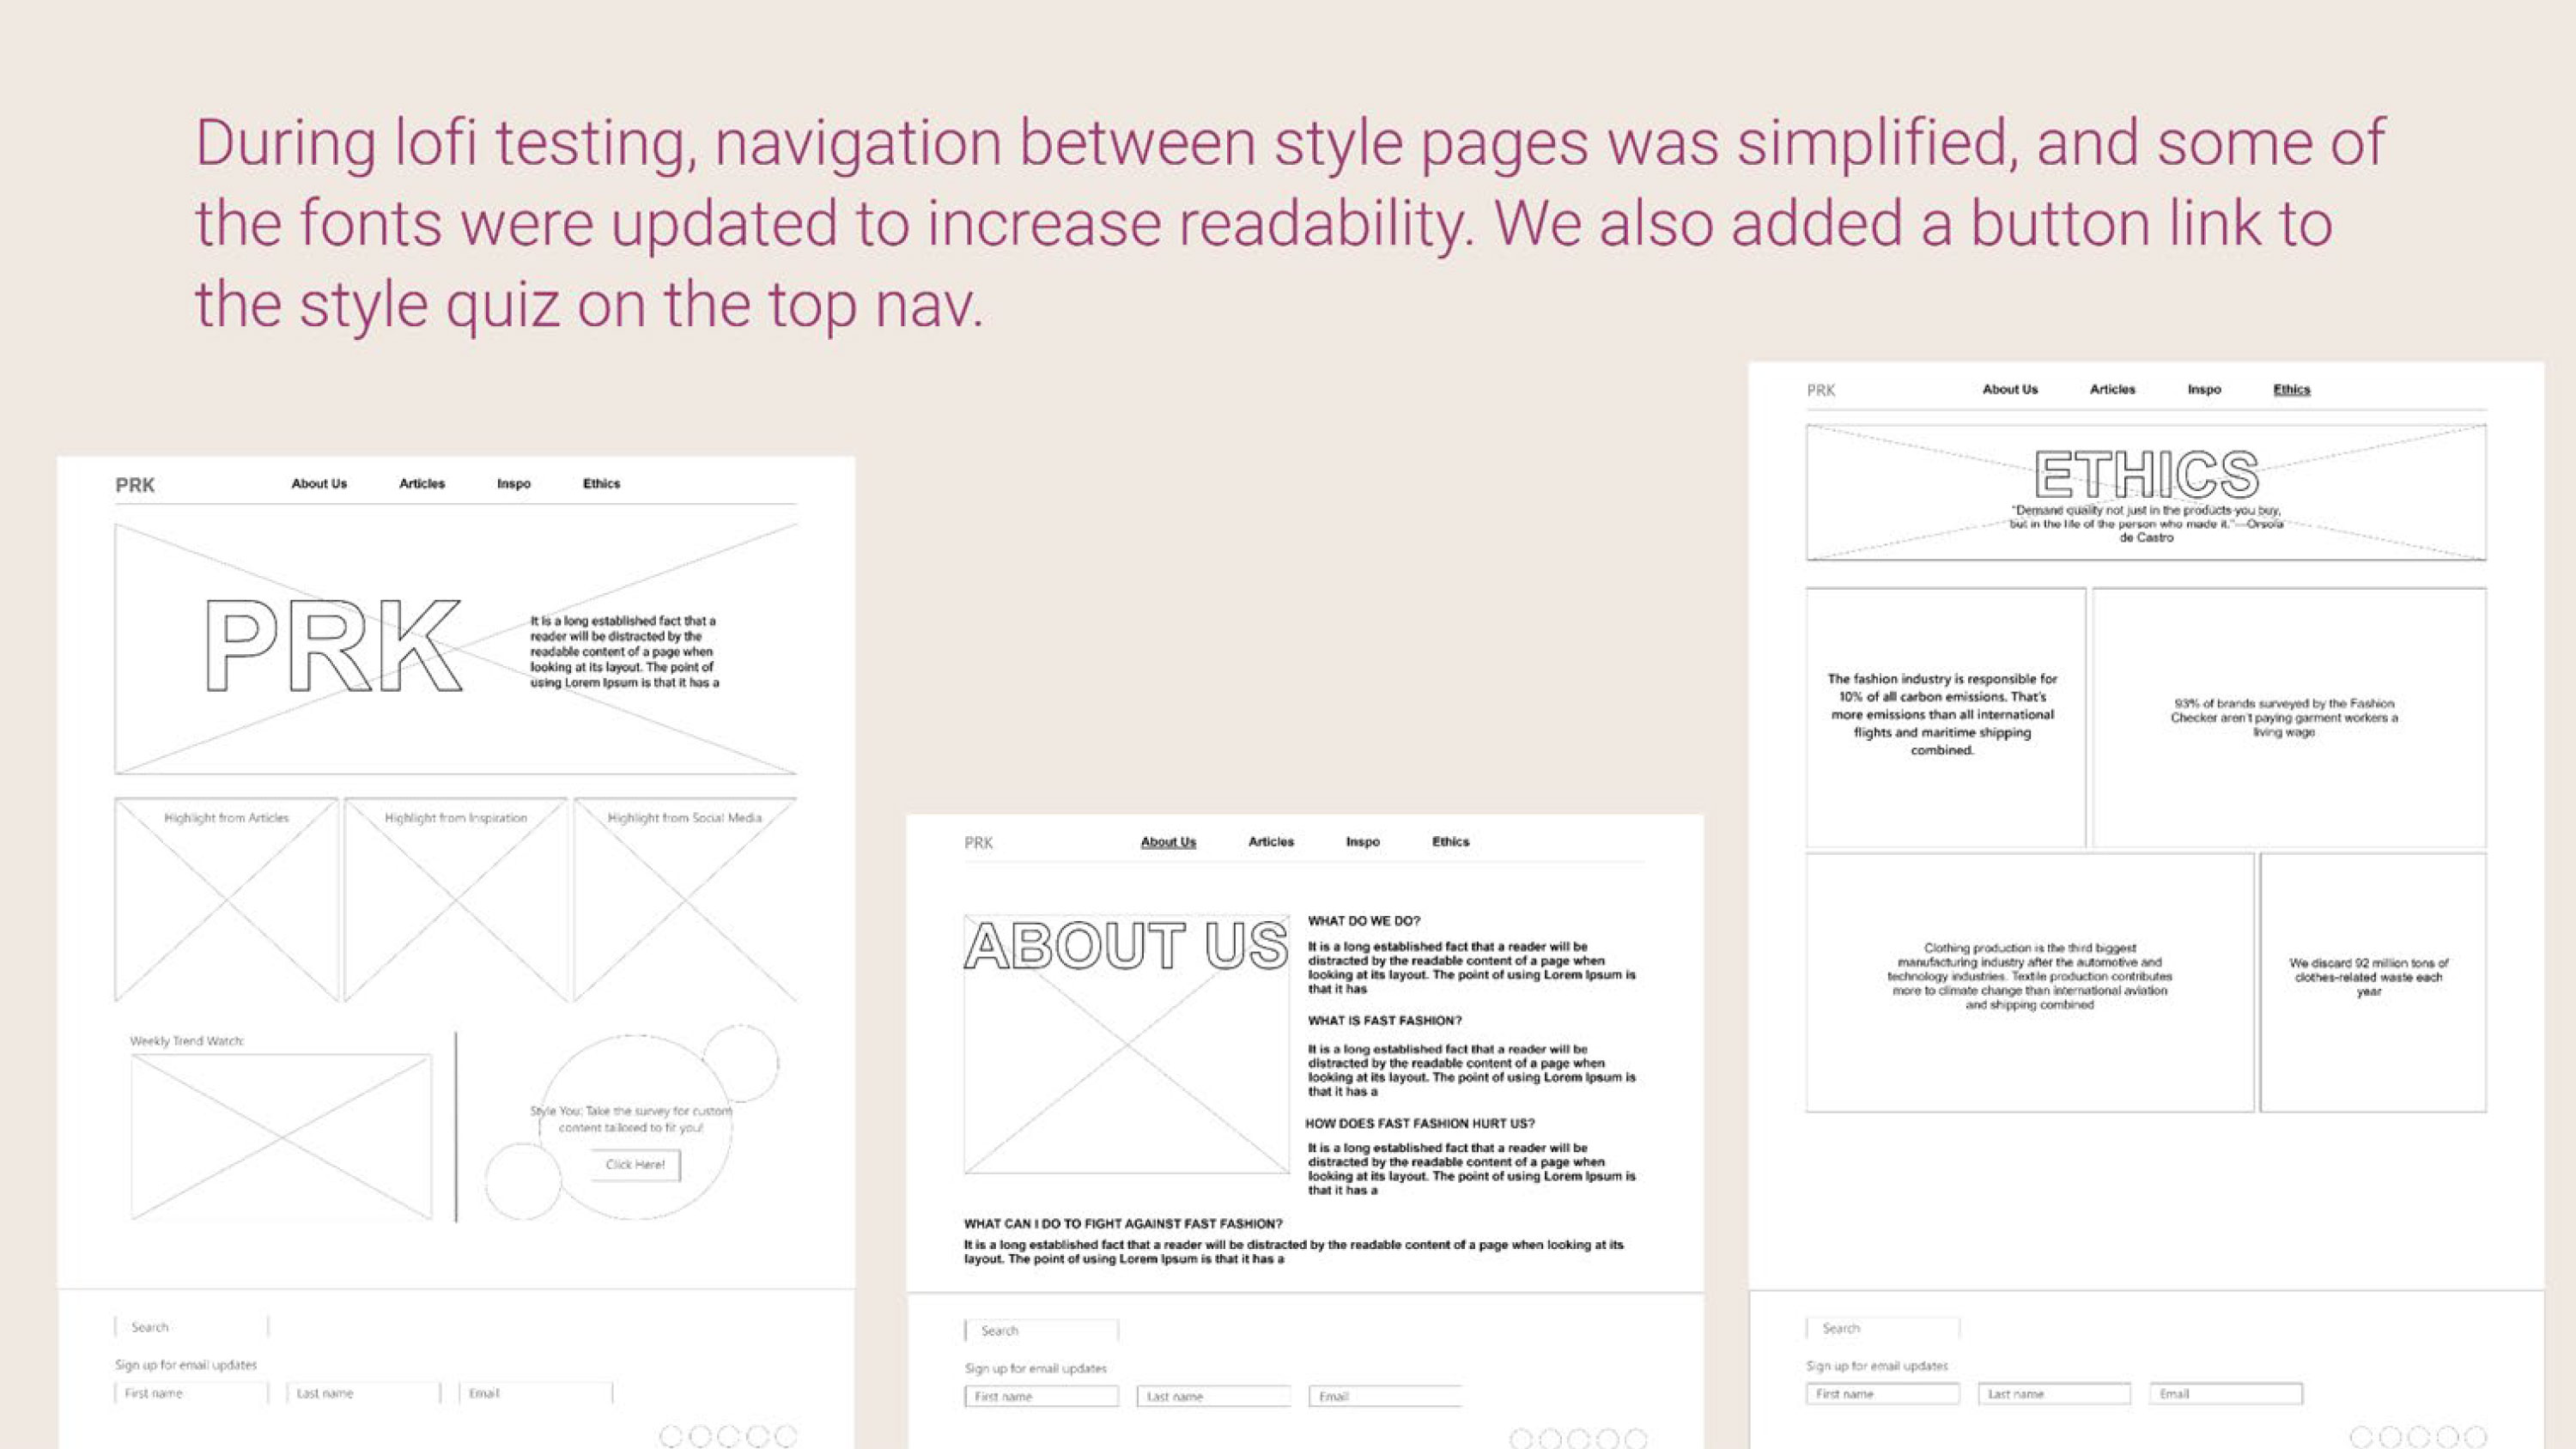 During lofi testing, navigation between style pages was simplified, and some of
the fonts were updated to increase readability. We also added a button link to
the style quiz on the top nav.
PRK
About Us Articles Inspo Ethics
PRK
It is a long established fact that a
reader will be distracted by the
readable content of a page when
looking at its layout. The point of
using Lorem Ipsum is that it has a
Highlight from Articles
Highlight from Inspiration
Highlight from Social Media
Weekly Trend Watch:
Style You: Take the survey for custom
content tailored to fit you!
Click Here!
Search
Sign up for email updates
First name Last name Email
PRK
About Us Articles Inspo Ethics
ABOUT US
WHAT DO WE DO?
It is a long established fact that a reader will be
distracted by the readable content of a page when
looking at its layout. The point of using Lorem Ipsum is
that it has
WHAT IS FAST FASHION?
It is a long established fact that a reader will be
distracted by the readable content of a page when
looking at its layout. The point of using Lorem Ipsum is
that it has a
HOW DOES FAST FASHION HURT US?
It is a long established fact that a reader will be
distracted by the readable content of a page when
looking at its layout. The point of using Lorem Ipsum is
that it has a
WHAT CAN I DO TO FIGHT AGAINST FAST FASHION?
It is a long established fact that a reader will be distracted by the readable content of a page when looking at its
layout. The point of using Lorem Ipsum is that it has a
Search
Sign up for email updates
First name Last name Email
PRK
About Us Articles Inspo Ethics
ETHICS
"Demand quality not just in the products you buy,
but in the life of the person who made it."—Orsola
de Castro
The fashion industry is responsible for
10% of all carbon emissions. That's
more emissions than all international
flights and maritime shipping
combined.
93% of brands surveyed by the Fashion
Checker aren't paying garment workers a
living wage
Clothing production is the third biggest
manufacturing industry after the automotive and
technology industries. Textile production contributes
more to climate change than international aviation
and shipping combined
We discard 92 million tons of
clothes-related waste each
year
Search
Sign up for email updates
First name Last name Email